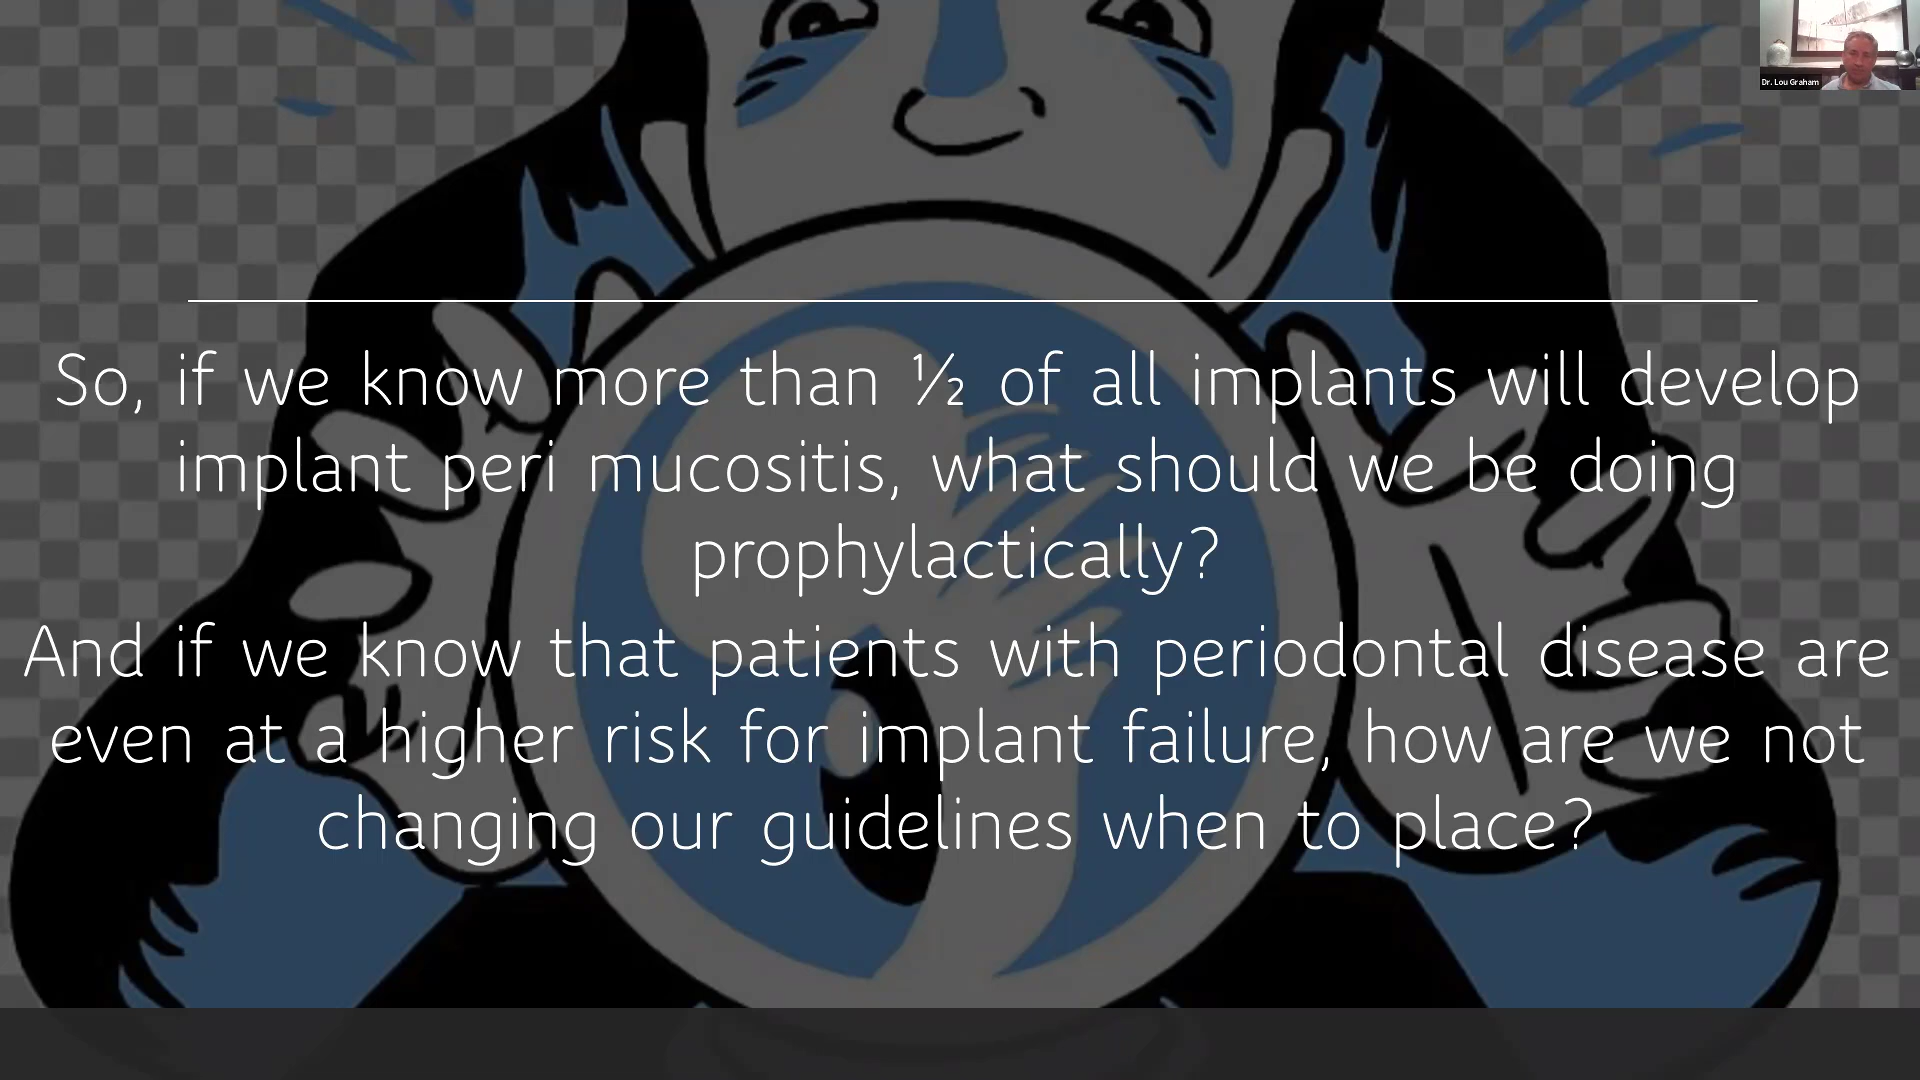 Dr. Lou Graham
So, if we know more than ½ of all implants will develop
implant peri mucositis, what should we be doing
prophylactically?
And if we know that patients with periodontal disease are
even at a higher risk for implant failure, how are we not
changing our guidelines when to place?